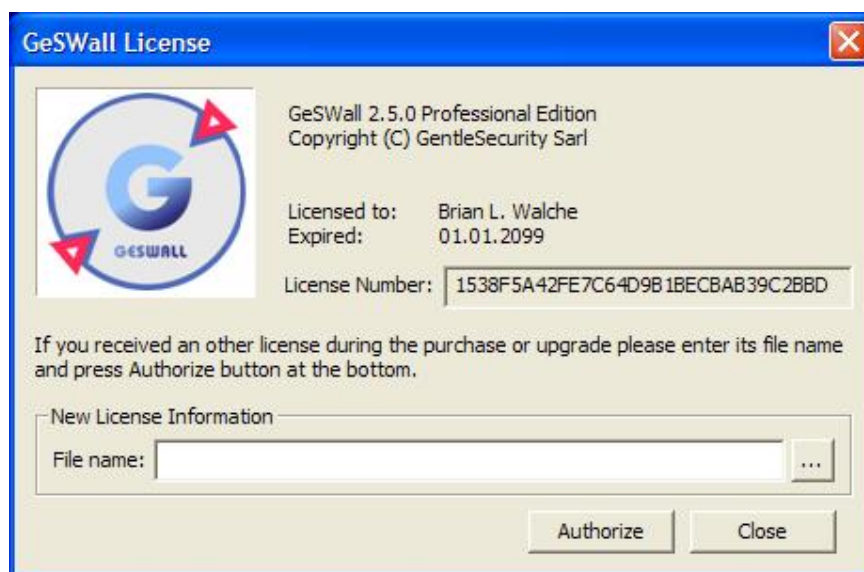 GeSWall License
GeSWall 2.5.0 Professional Edition
Copyright (C) GentleSecurity Sarl
Licensed to: Brian L. Walche
Expired: 01.01.2099
License Number: 1538F5A42FE7C64D9B1BECBAB39C2BBD
G
GESWALL
If you received an other license during the purchase or upgrade please enter its file name
and press Authorize button at the bottom.
New License Information
File name:
...
Authorize
Close